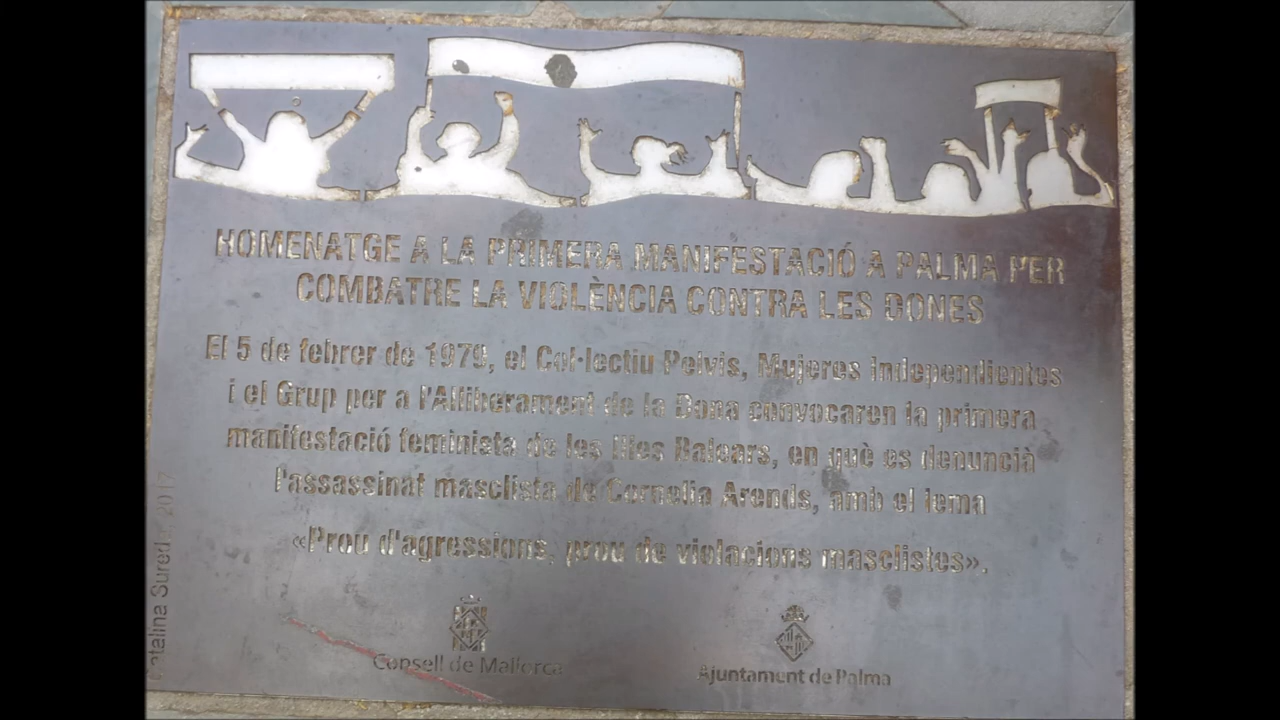 HOMENATGE A LA PRIMERA MANIFESTACIÓ A PALMA PER
COMBATRE LA VIOLÈNCIA CONTRA LES DONES
El 5 de febrer de 1979, el Col·lectiu Pelvis, Mujeres Independientes
i el Grup per a l'Alliberament de la Dona convocaren la primera
manifestació feminista de les Illes Balears, en què es denuncià
l'assassinat masclista de Cornelia Arends, amb el lema
«Prou d'agressions, prou de violacions masclistes».
Consell de Mallorca
Ajuntament de Palma
2017